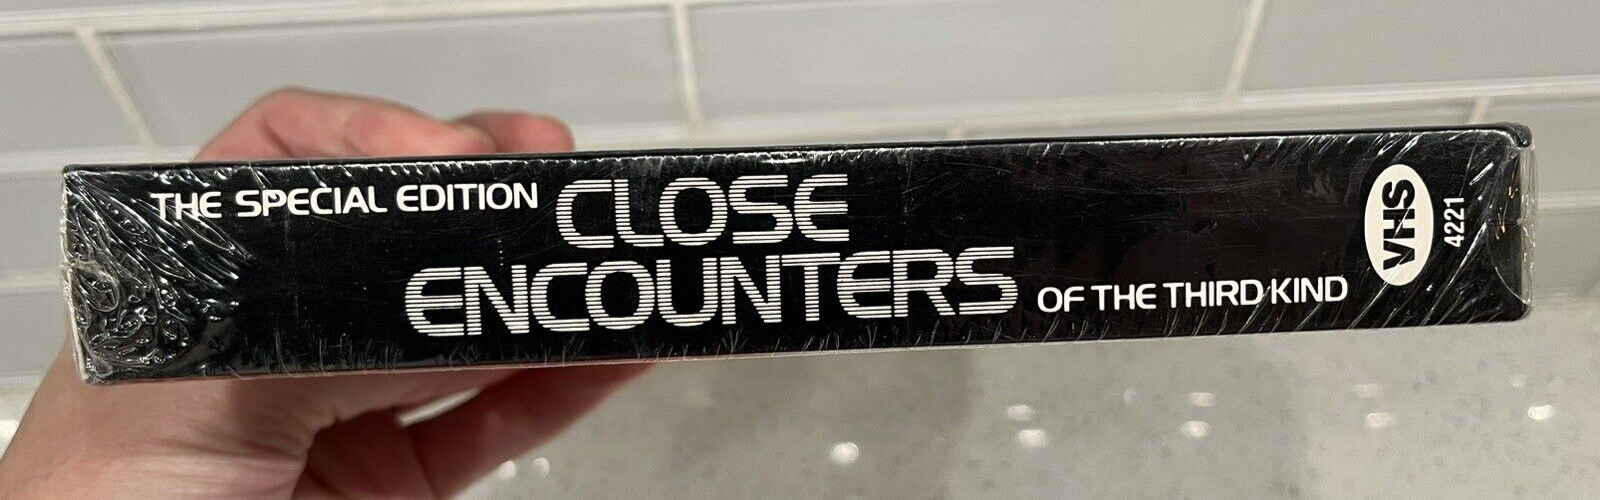 THE SPECIAL EDITION CLOSE
ENCOUNTERS OF THE THIRD KIND
VHS
4221